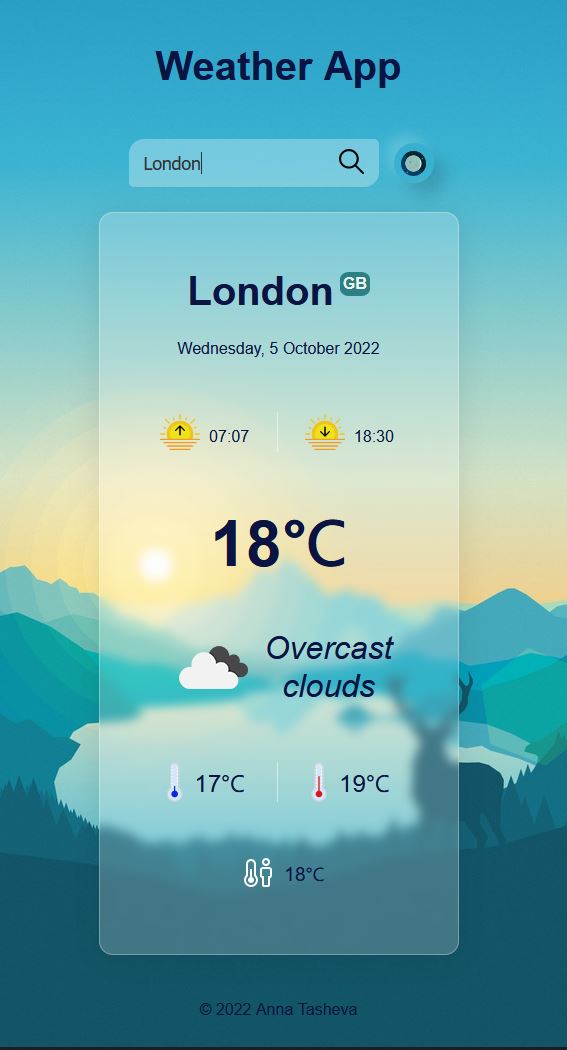 Weather App
London
London GB
Wednesday, 5 October 2022
07:07 18:30
18°C
Overcast
clouds
17°C 19°C
18°C
© 2022 Anna Tasheva